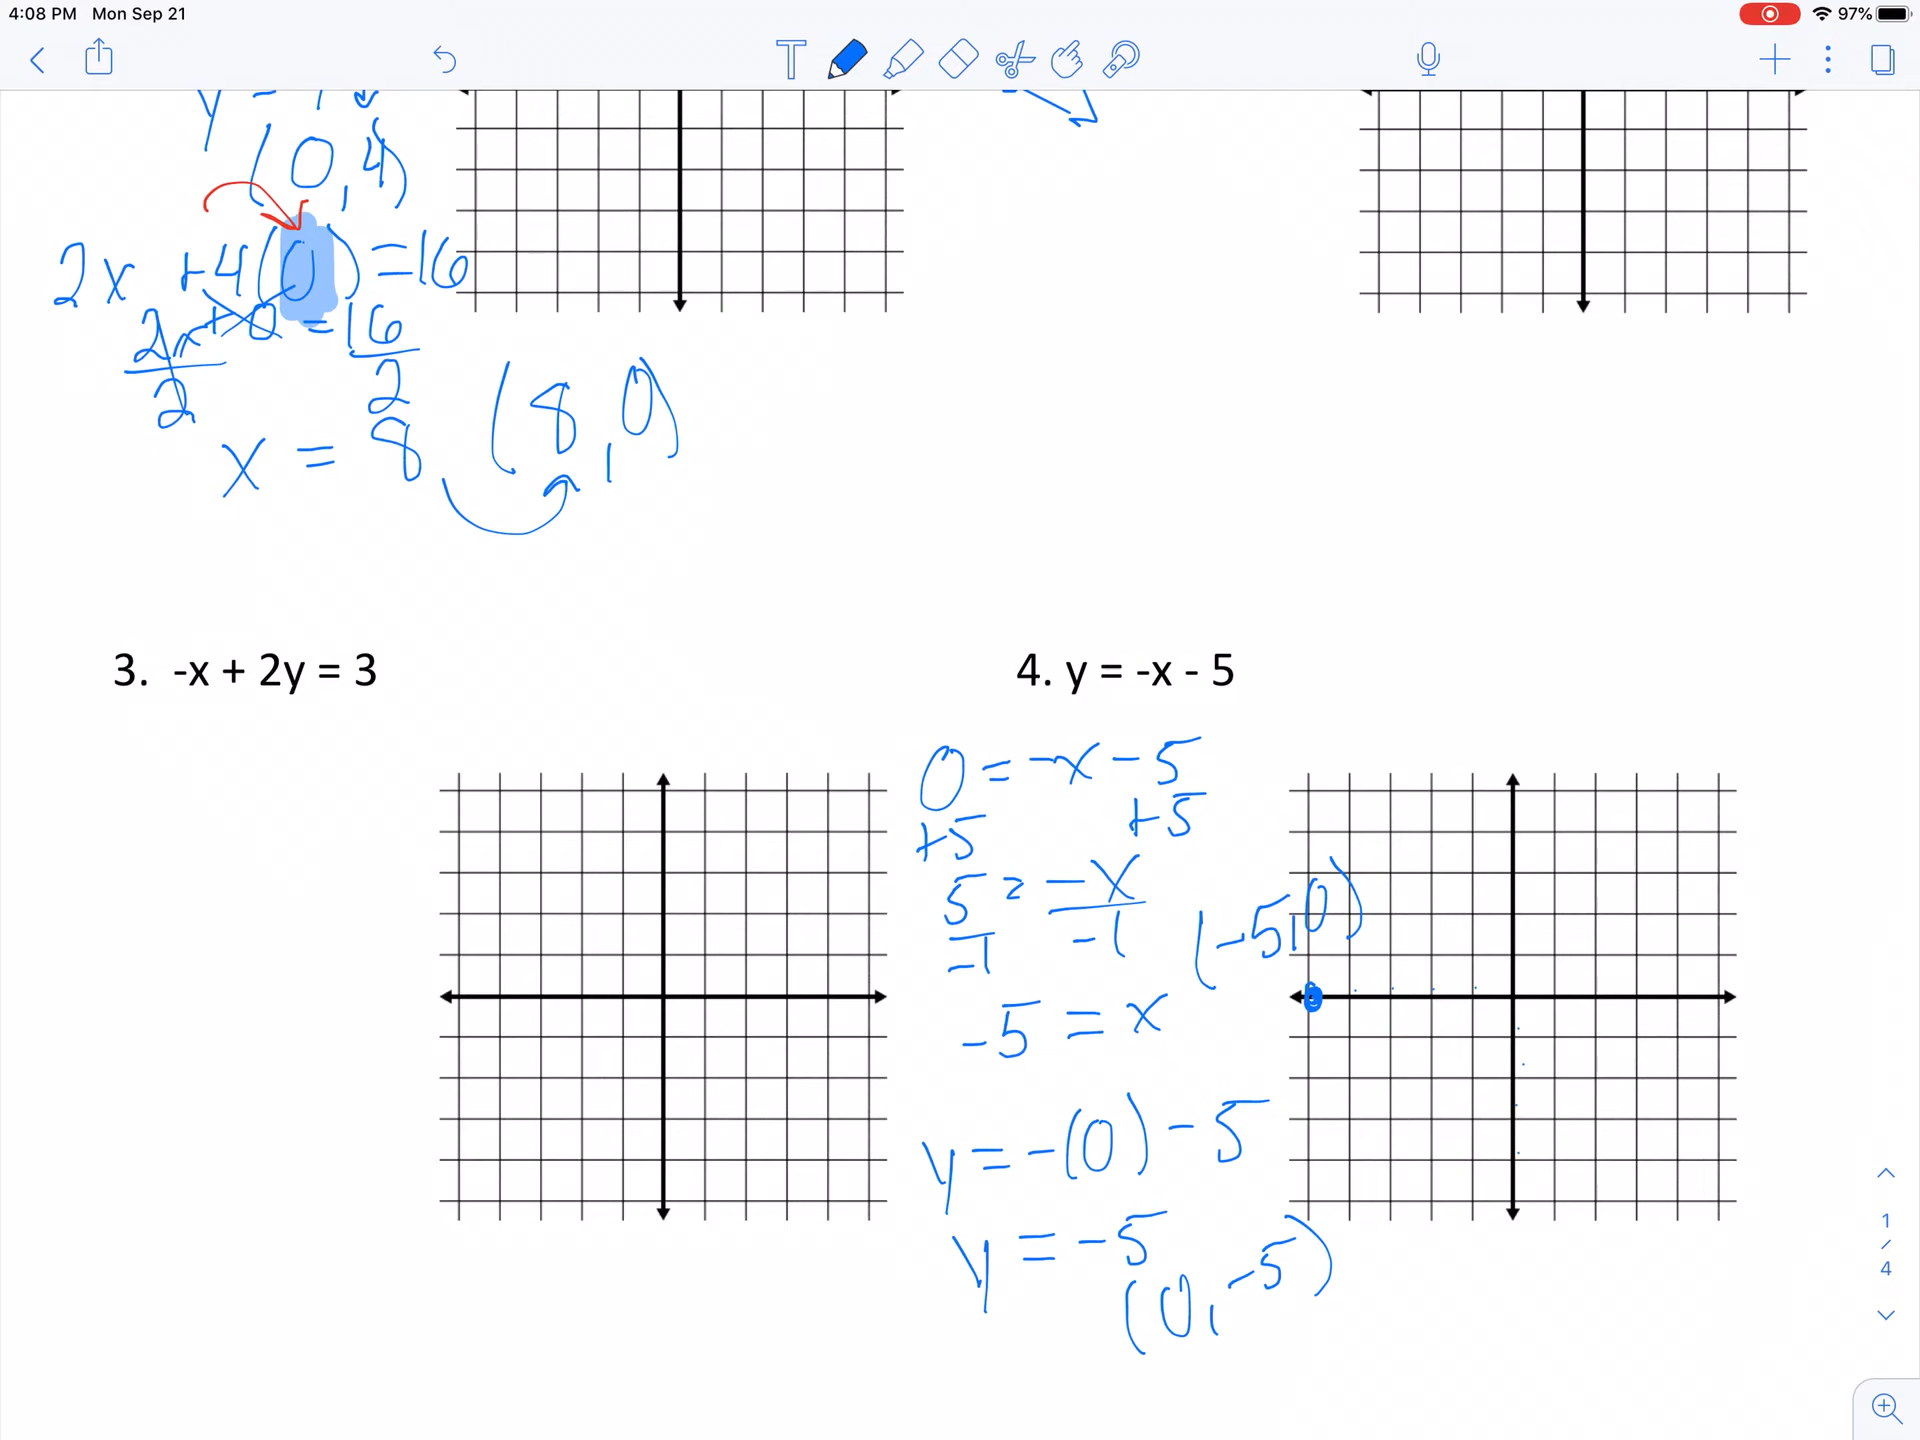 4:08 PM Mon Sep 21
97%
T
(0,4)
2x +4(0) =16
2x+0=16
2 2
x = 8
(8,0)
3. -x + 2y = 3
4. y = -x - 5
0 = -x - 5
+5 +5
5 = -x
-1 -1
(-5,0)
-5 = x
y = -(0) - 5
y = -5
(0,-5)
1
/
4